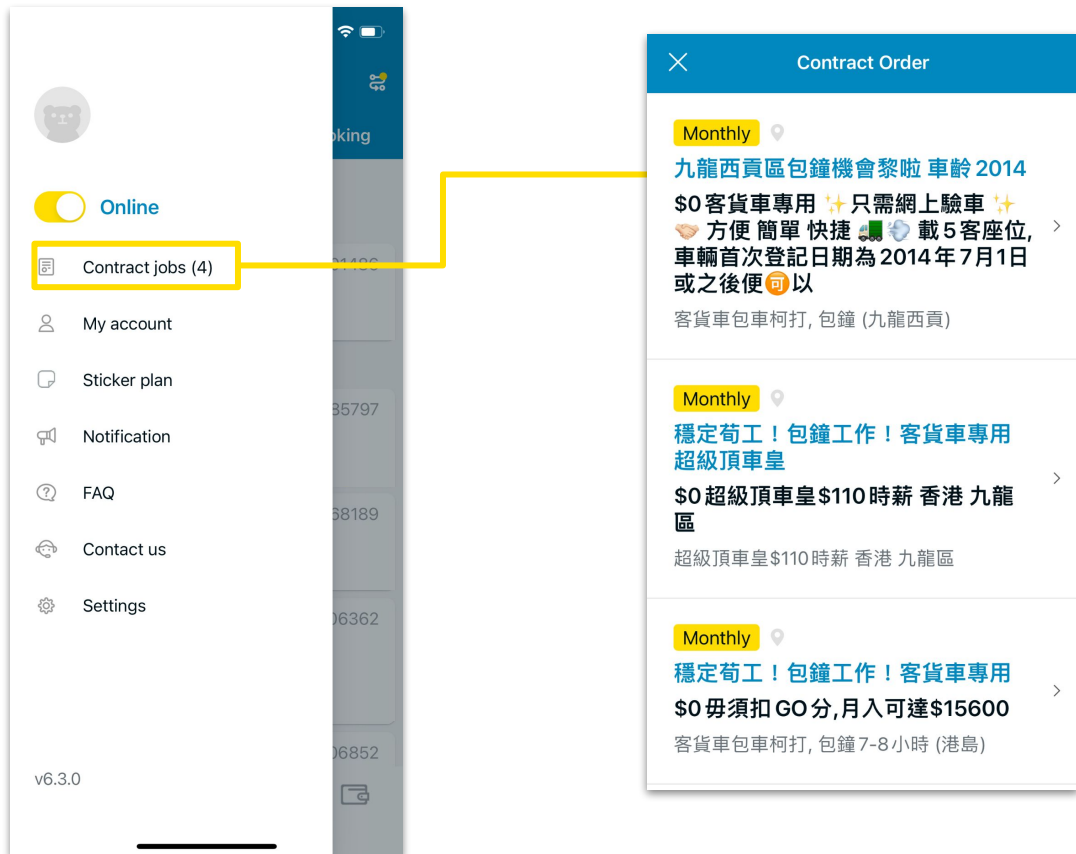 oking
Online
Contract jobs (4)
My account
Sticker plan
Notification
FAQ
Contact us
Settings
v6.3.0
01486
85797
68189
06362
06852
Contract Order
Monthly
九龍西貢區包鐘機會黎啦 車齡2014
$0客貨車專用 ✨ 只需網上驗車 ✨
🤝 方便 簡單 快捷 🚛💨 載5客座位,
車輛首次登記日期為2014年7月1日
或之後便🉑以
客貨車包車柯打, 包鐘 (九龍西貢)
Monthly
穩定荀工！包鐘工作！客貨車專用
超級頂車皇
$0超級頂車皇$110時薪 香港 九龍
區
超級頂車皇$110時薪 香港 九龍區
Monthly
穩定荀工！包鐘工作！客貨車專用
$0毋須扣GO分,月入可達$15600
客貨車包車柯打, 包鐘7-8小時 (港島)